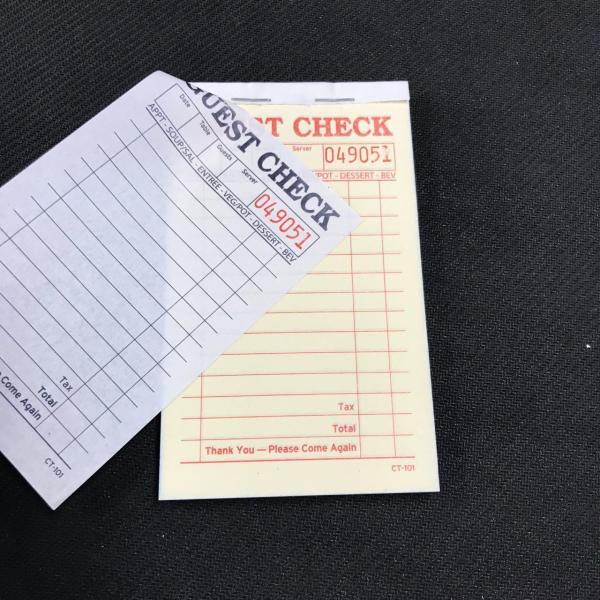 GUEST CHECK
Date Table Guests Server 049051
APPT - SOUP/SAL - ENTREE - VEG/POT - DESSERT - BEV
Tax
Total
Come Again
CT-101
ST CHECK
Server 049051
/POT - DESSERT - BEV
Tax
Total
Thank You — Please Come Again
CT-101